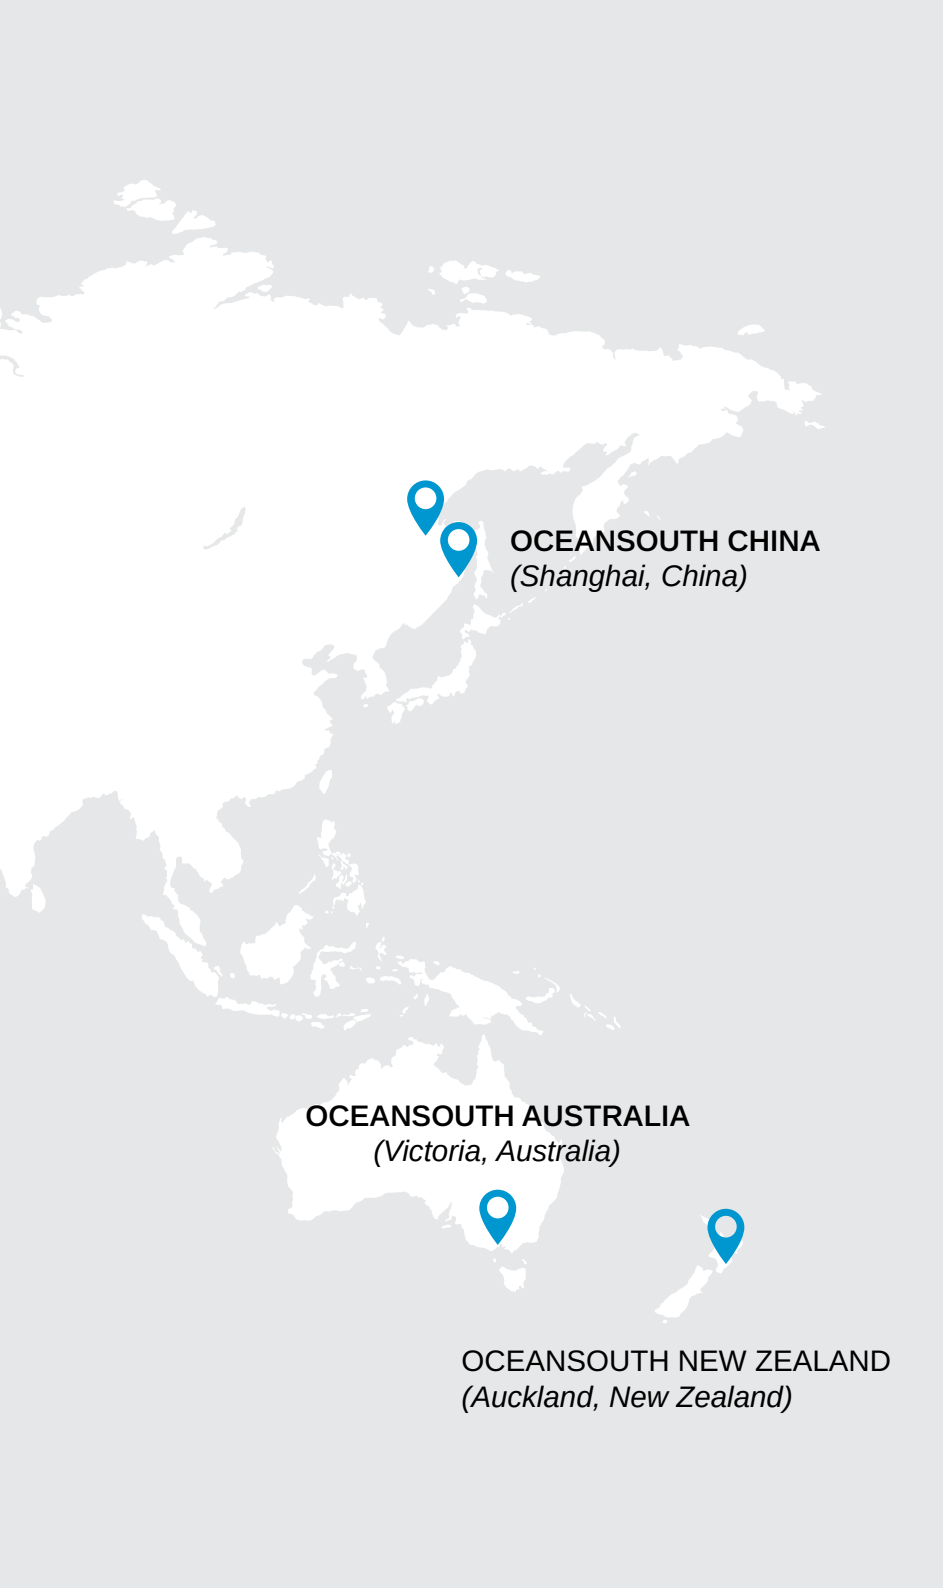 OCEANSOUTH CHINA
(Shanghai, China)
OCEANSOUTH AUSTRALIA
(Victoria, Australia)
OCEANSOUTH NEW ZEALAND
(Auckland, New Zealand)